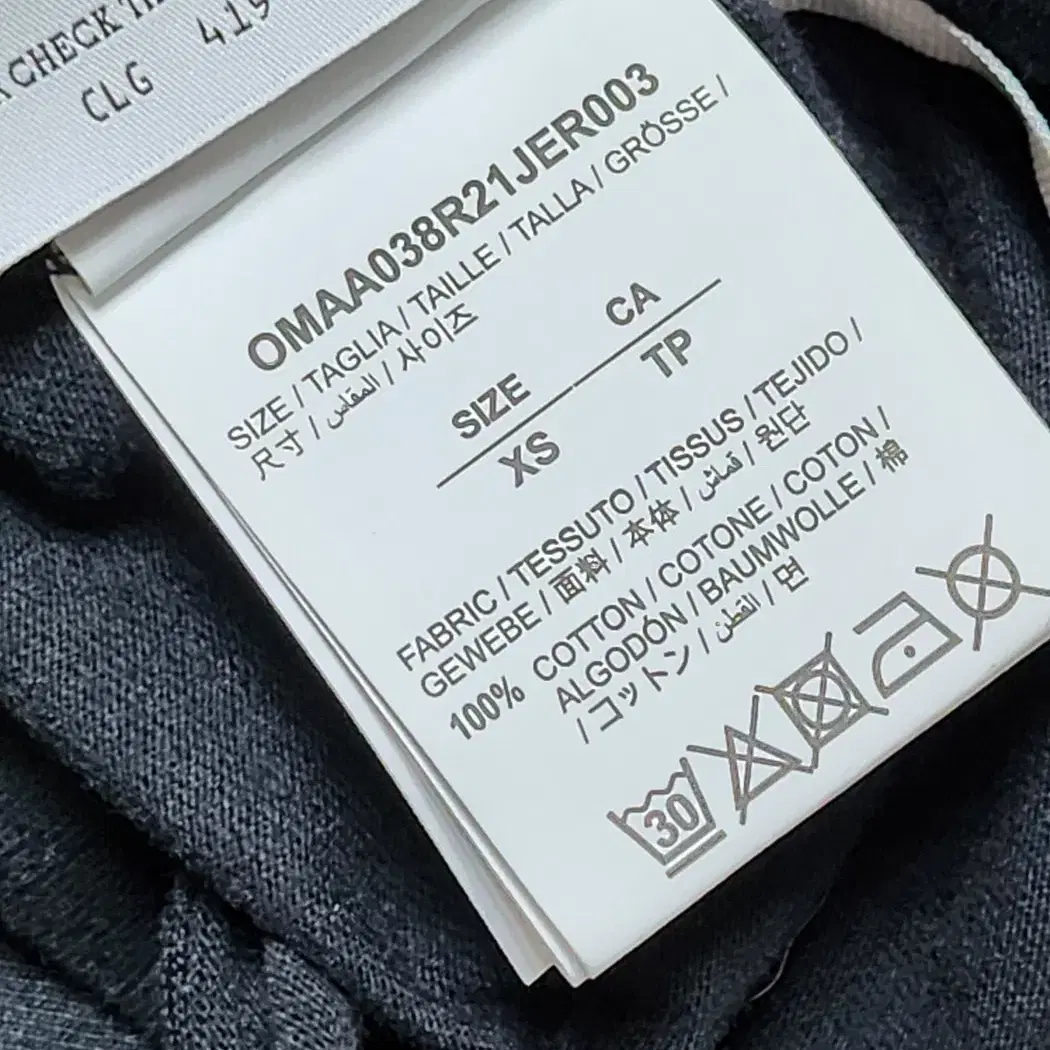 CHECK
CLG 419
OMAA038R21JER003
SIZE / TAGLIA / TAILLE / TALLA / GRÖSSE /
尺寸 / المقاس / 사이즈
SIZE CA
XS TP
FABRIC / TESSUTO / TISSUS / TEJIDO /
GEWEBE / 面料 / 本体 / قماش / 원단
100% COTTON / COTONE / COTON /
ALGODÓN / BAUMWOLLE / 棉
/ コットン / القطن / 면
30